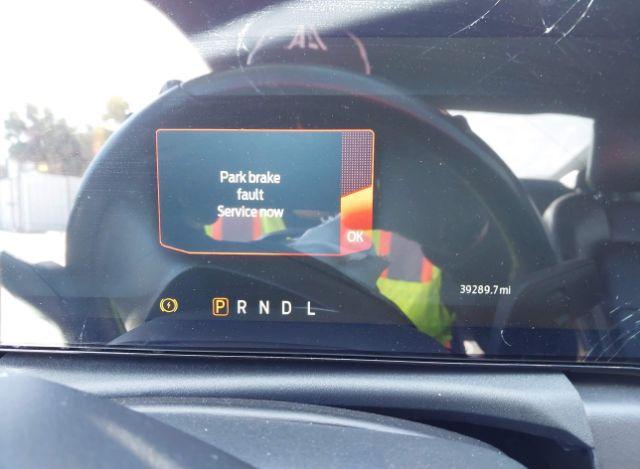 Park brake
fault
Service now
OK
39289.7 mi
P R N D L